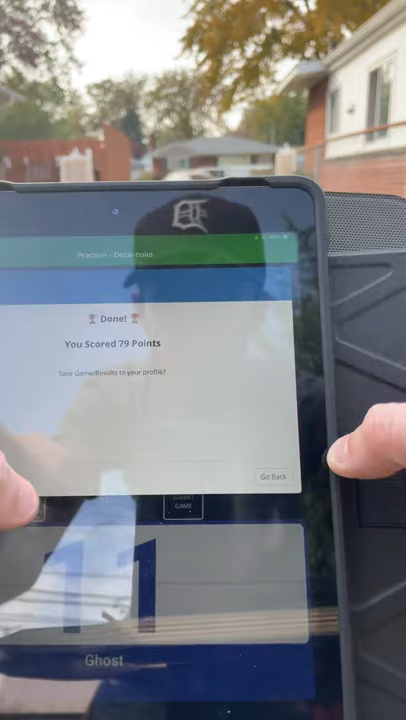 Practice - Deca-holio
🏆 Done! 🏆
You Scored 79 Points
Save Game/Results to your profile?
Go Back
SUBMIT
GAME
11
Ghost